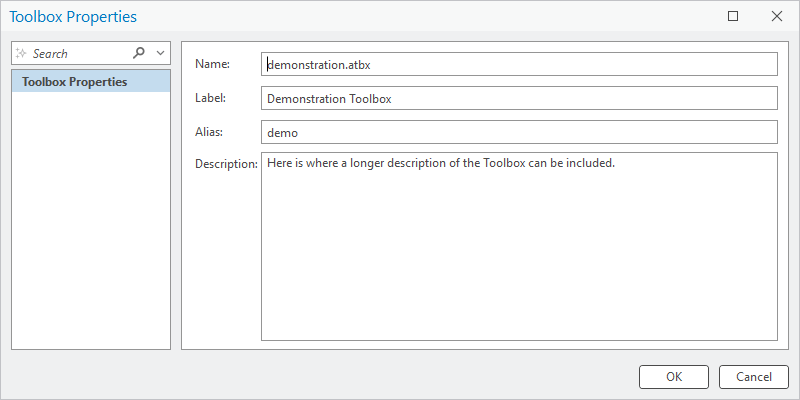 Toolbox Properties
Search
Toolbox Properties
Name: demonstration.atbx
Label: Demonstration Toolbox
Alias: demo
Description: Here is where a longer description of the Toolbox can be included.
OK Cancel